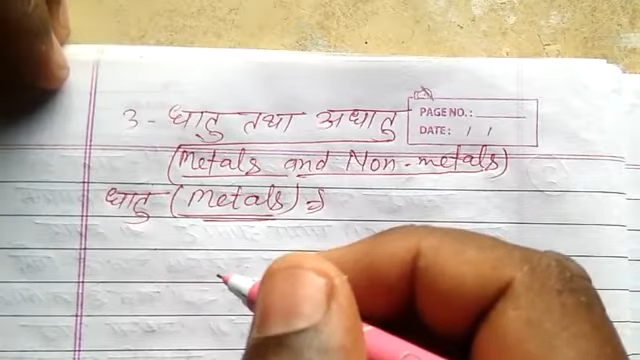 3- धातु तथा अधातु
PAGE NO.:
DATE: / /
(Metals and Non-metals)
धातु (Metals) :-